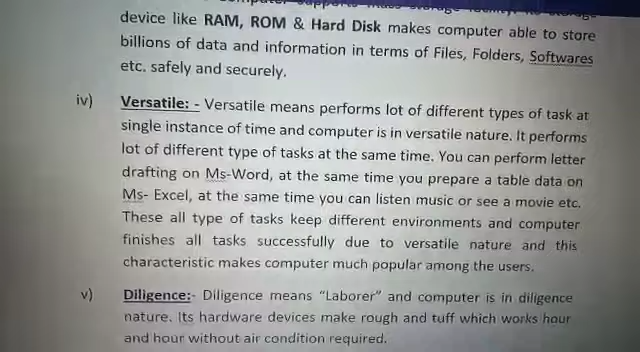 device like RAM, ROM & Hard Disk makes computer able to store
billions of data and information in terms of Files, Folders, Softwares
etc. safely and securely.
iv) Versatile: - Versatile means performs lot of different types of task at
single instance of time and computer is in versatile nature. It performs
lot of different type of tasks at the same time. You can perform letter
drafting on Ms-Word, at the same time you prepare a table data on
Ms- Excel, at the same time you can listen music or see a movie etc.
These all type of tasks keep different environments and computer
finishes all tasks successfully due to versatile nature and this
characteristic makes computer much popular among the users.
v) Diligence:- Diligence means “Laborer” and computer is in diligence
nature. Its hardware devices make rough and tuff which works hour
and hour without air condition required.